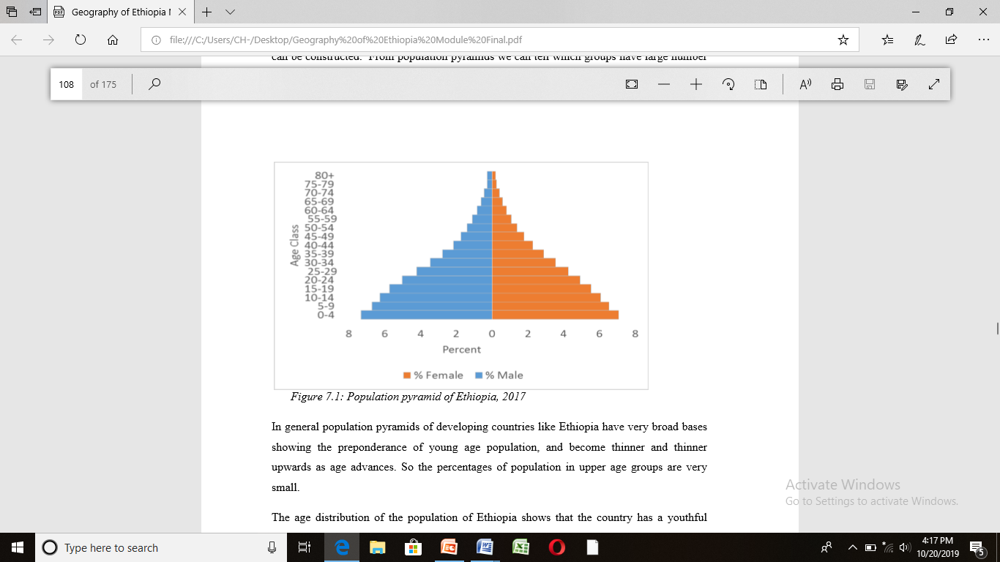 Geography of Ethiopia
file:///C:/Users/CH-/Desktop/Geography%20of%20Ethiopia%20Module%20Final.pdf
can be constructed. From population pyramids we can tell which groups have large number
108 of 175
80+
75-79
70-74
65-69
60-64
55-59
50-54
45-49
40-44
35-39
30-34
25-29
20-24
15-19
10-14
5-9
0-4
Age Class
8 6 4 2 0 2 4 6 8
Percent
% Female % Male
Figure 7.1: Population pyramid of Ethiopia, 2017
In general population pyramids of developing countries like Ethiopia have very broad bases
showing the preponderance of young age population, and become thinner and thinner
upwards as age advances. So the percentages of population in upper age groups are very
small.
The age distribution of the population of Ethiopia shows that the country has a youthful
Activate Windows
Go to Settings to activate Windows.
Type here to search
4:17 PM
10/20/2019
5